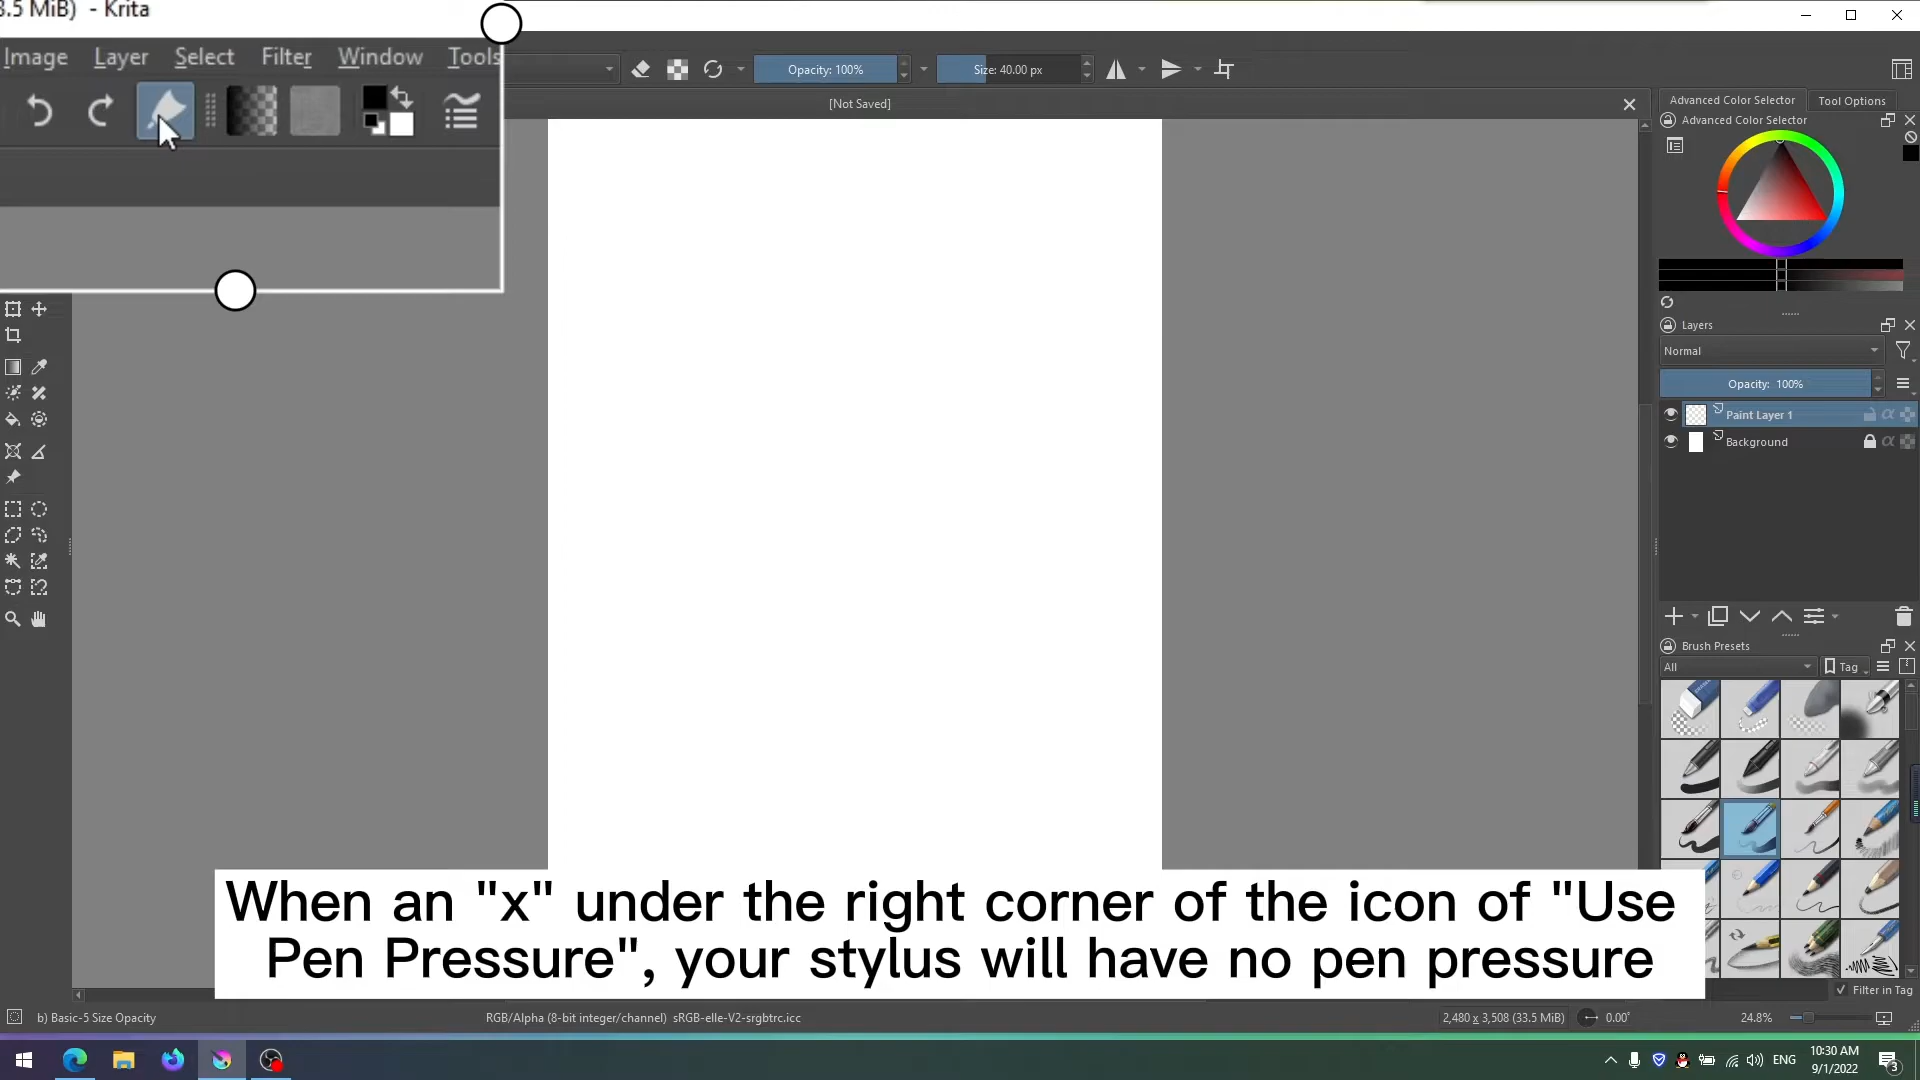 3.5 MiB) - Krita
Image Layer Select Filter Window Tools
Opacity: 100%
Size: 40.00 px
[Not Saved]
Advanced Color Selector
Tool Options
Advanced Color Selector
Layers
Normal
Opacity: 100%
Paint Layer 1
Background
Brush Presets
All
Tag
When an "x" under the right corner of the icon of "Use
Pen Pressure", your stylus will have no pen pressure
Filter in Tag
b) Basic-5 Size Opacity
RGB/Alpha (8-bit integer/channel) sRGB-elle-V2-srgbtrc.icc
2,480 x 3,508 (33.5 MiB)
0.00°
24.8%
ENG
10:30 AM
9/1/2022
3